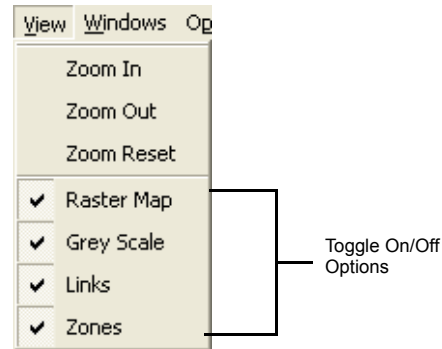 View Windows Op
Zoom In
Zoom Out
Zoom Reset
Raster Map
Grey Scale
Links
Zones
Toggle On/Off
Options